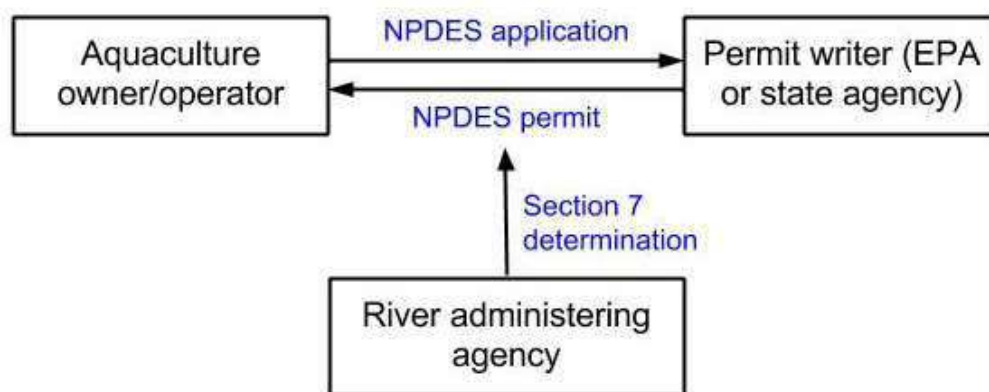 NPDES application
Aquaculture
owner/operator
Permit writer (EPA
or state agency)
NPDES permit
Section 7
determination
River administering
agency